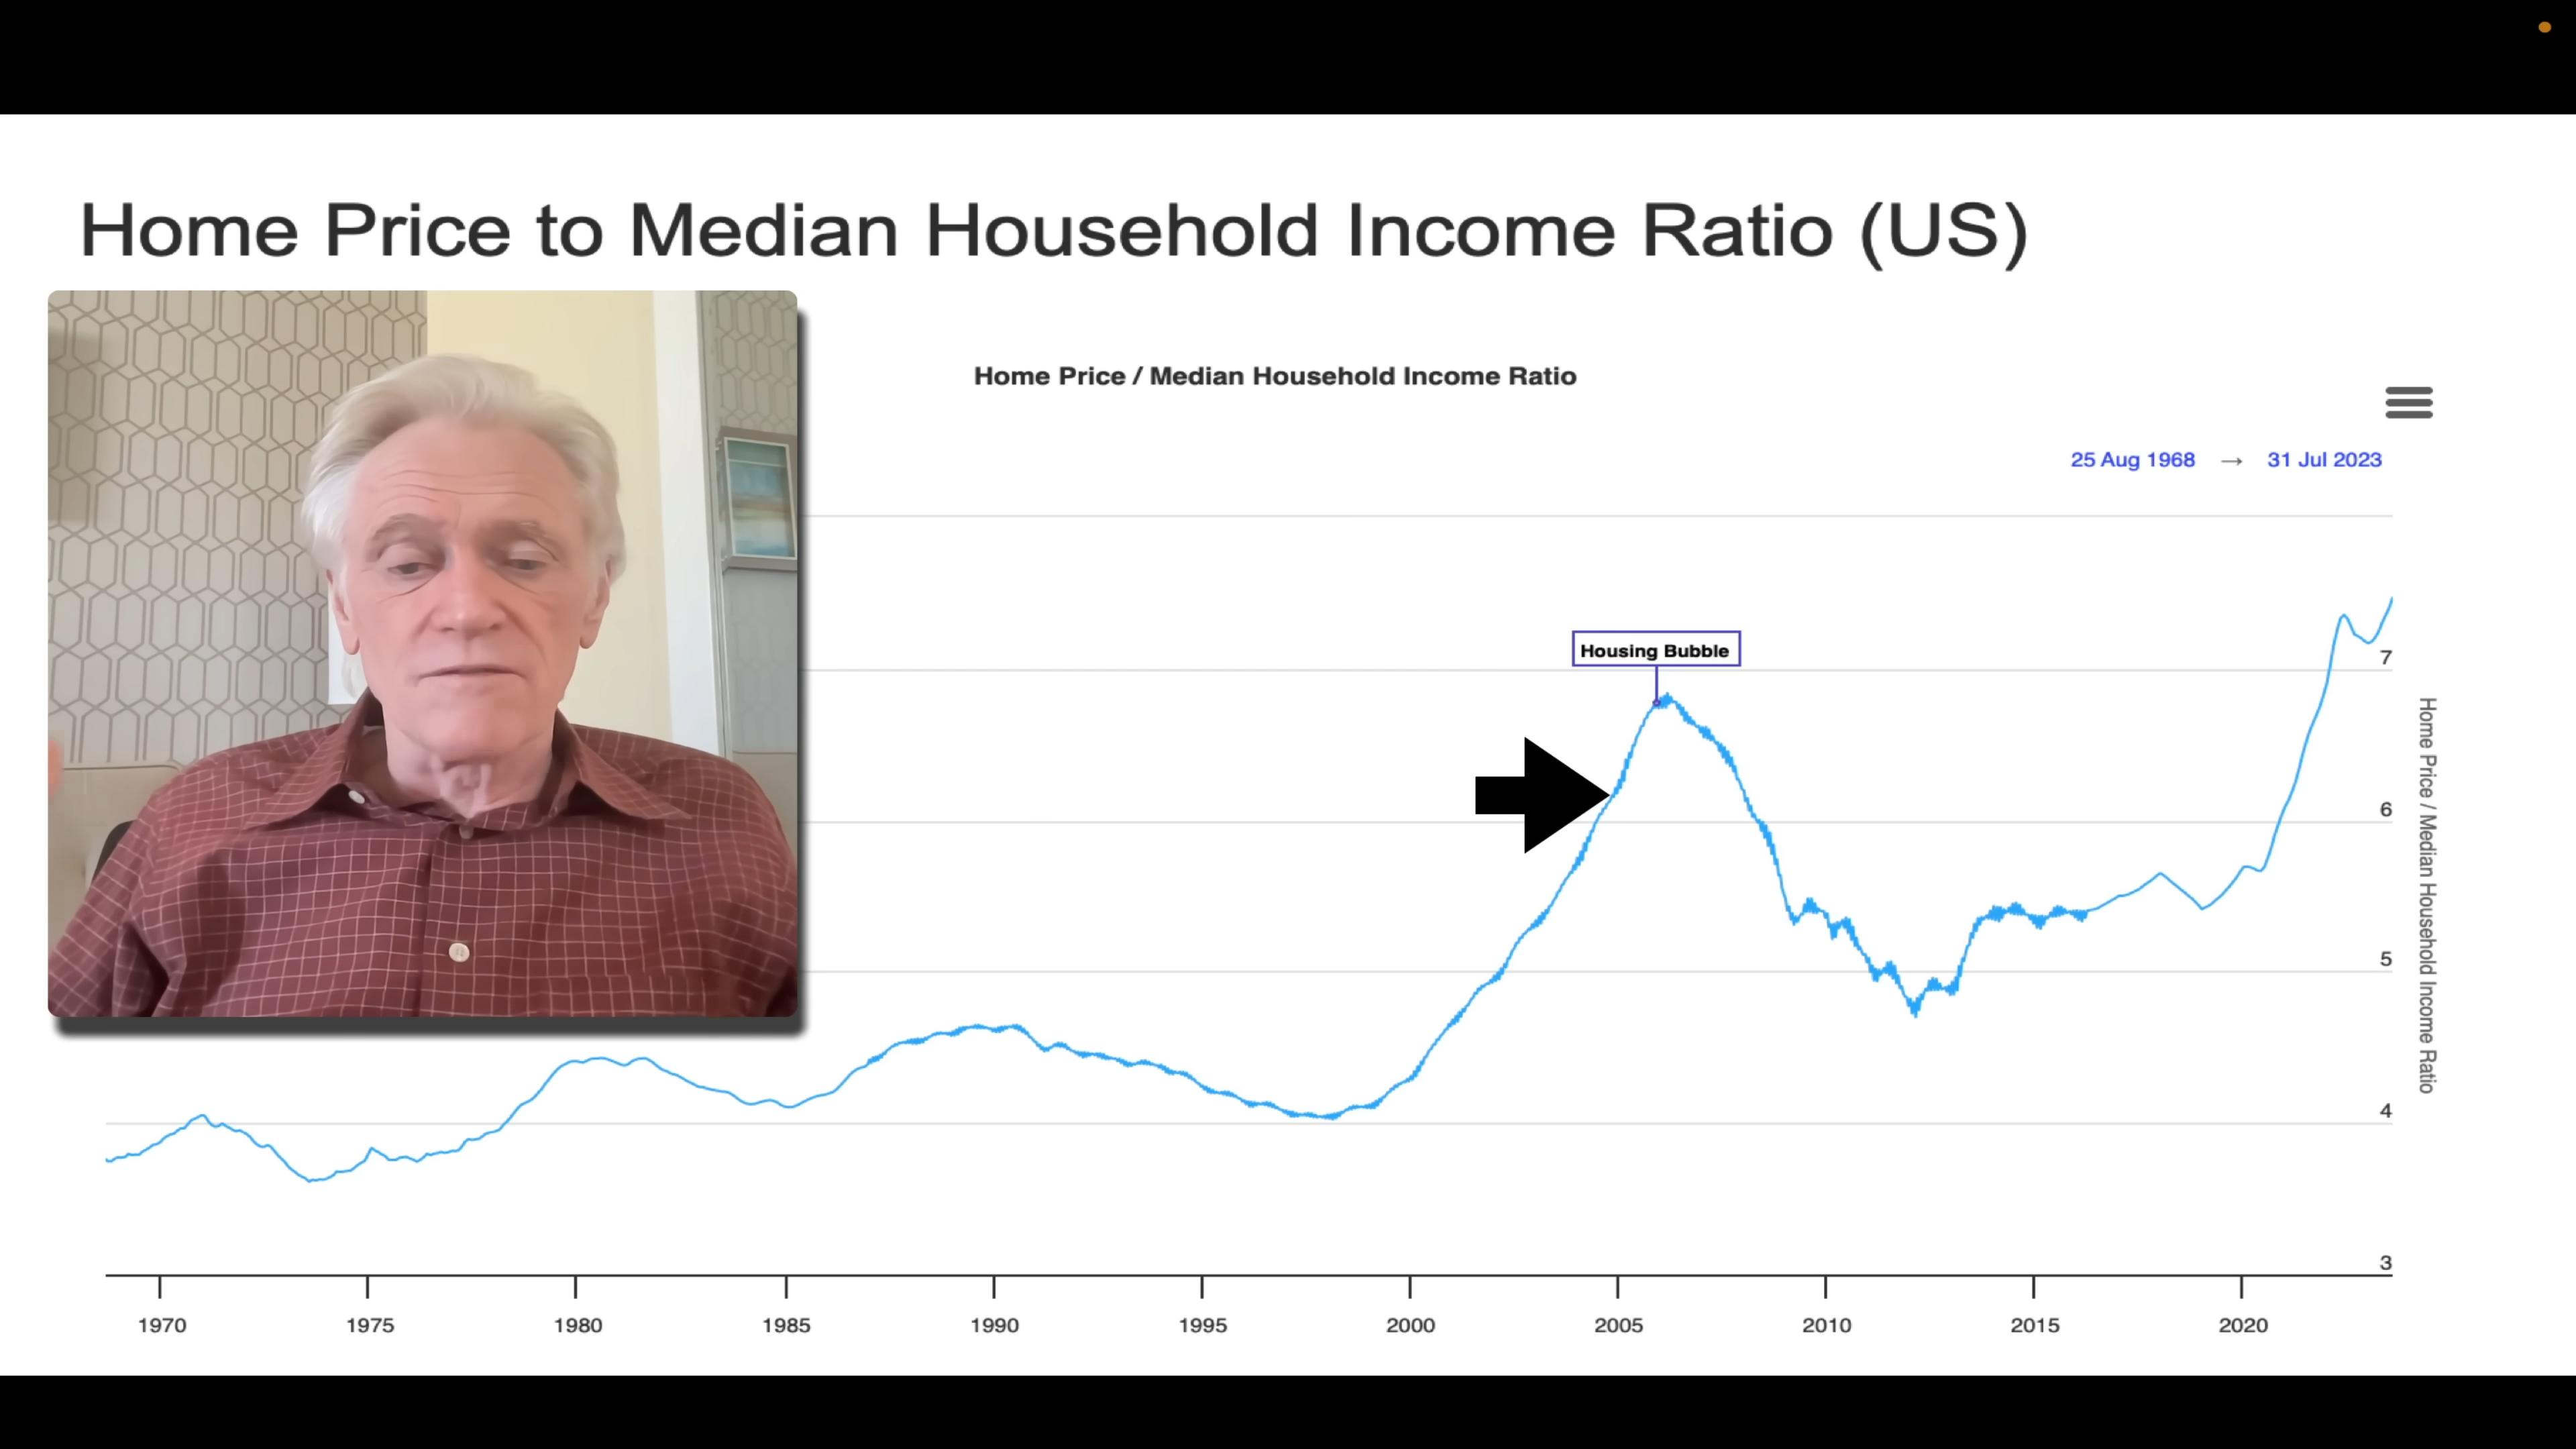 Home Price to Median Household Income Ratio (US)
Home Price / Median Household Income Ratio
25 Aug 1968 → 31 Jul 2023
Housing Bubble
7
6
5
4
3
Home Price / Median Household Income Ratio
1970 1975 1980 1985 1990 1995 2000 2005 2010 2015 2020